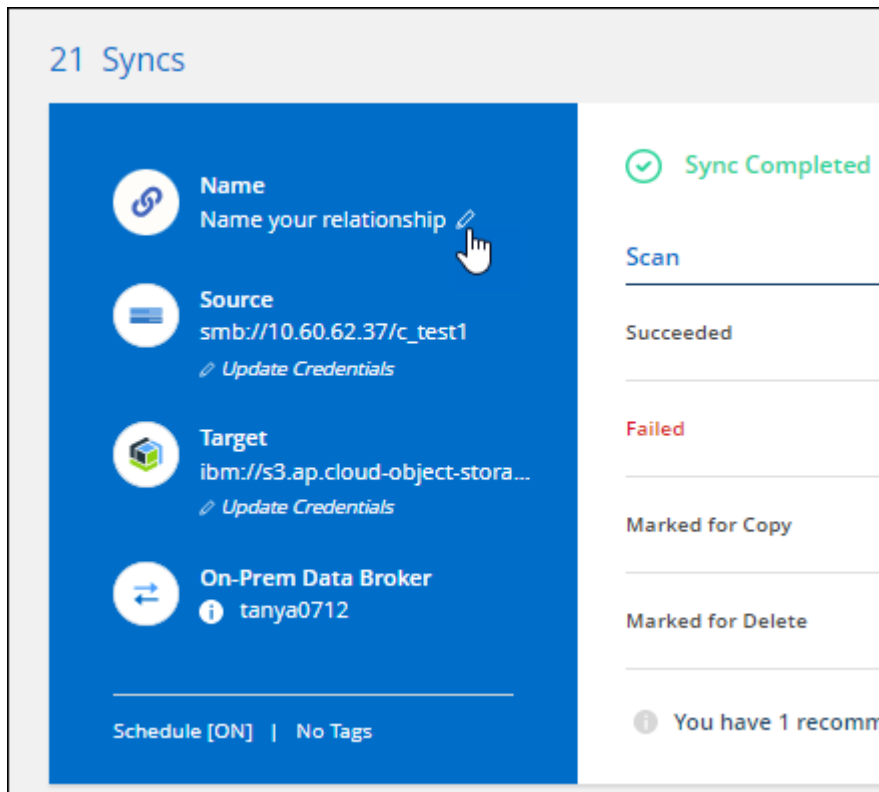 21 Syncs
Name
Name your relationship
Source
smb://10.60.62.37/c_test1
Update Credentials
Target
ibm://s3.ap.cloud-object-stora...
Update Credentials
On-Prem Data Broker
tanya0712
Schedule [ON] | No Tags
Sync Completed
Scan
Succeeded
Failed
Marked for Copy
Marked for Delete
You have 1 recomm